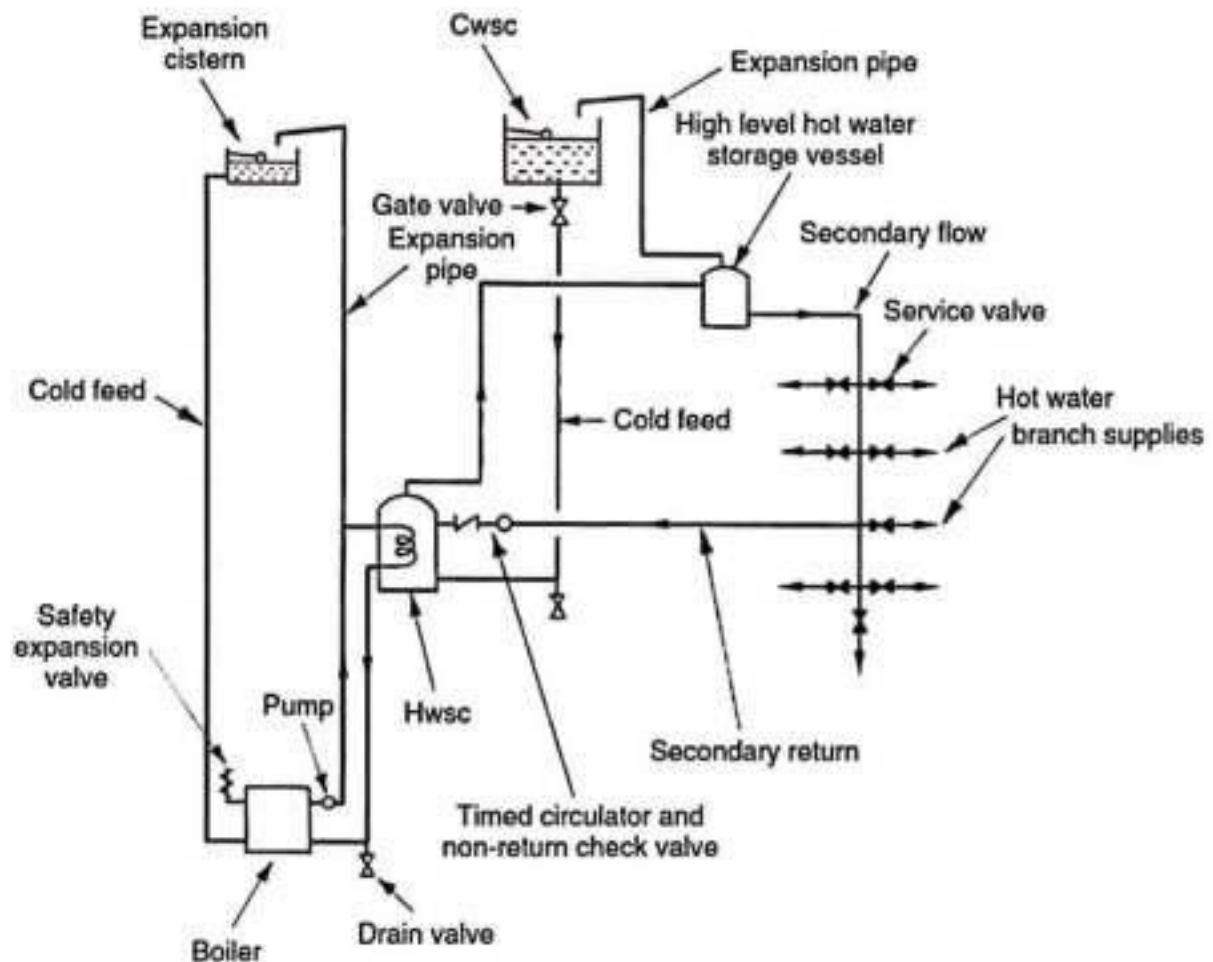 Expansion
cistern
Cwsc
Expansion pipe
High level hot water
storage vessel
Gate valve
Expansion
pipe
Secondary flow
Service valve
Cold feed
Cold feed
Hot water
branch supplies
Safety
expansion
valve
Pump
Hwsc
Secondary return
Timed circulator and
non-return check valve
Drain valve
Boiler